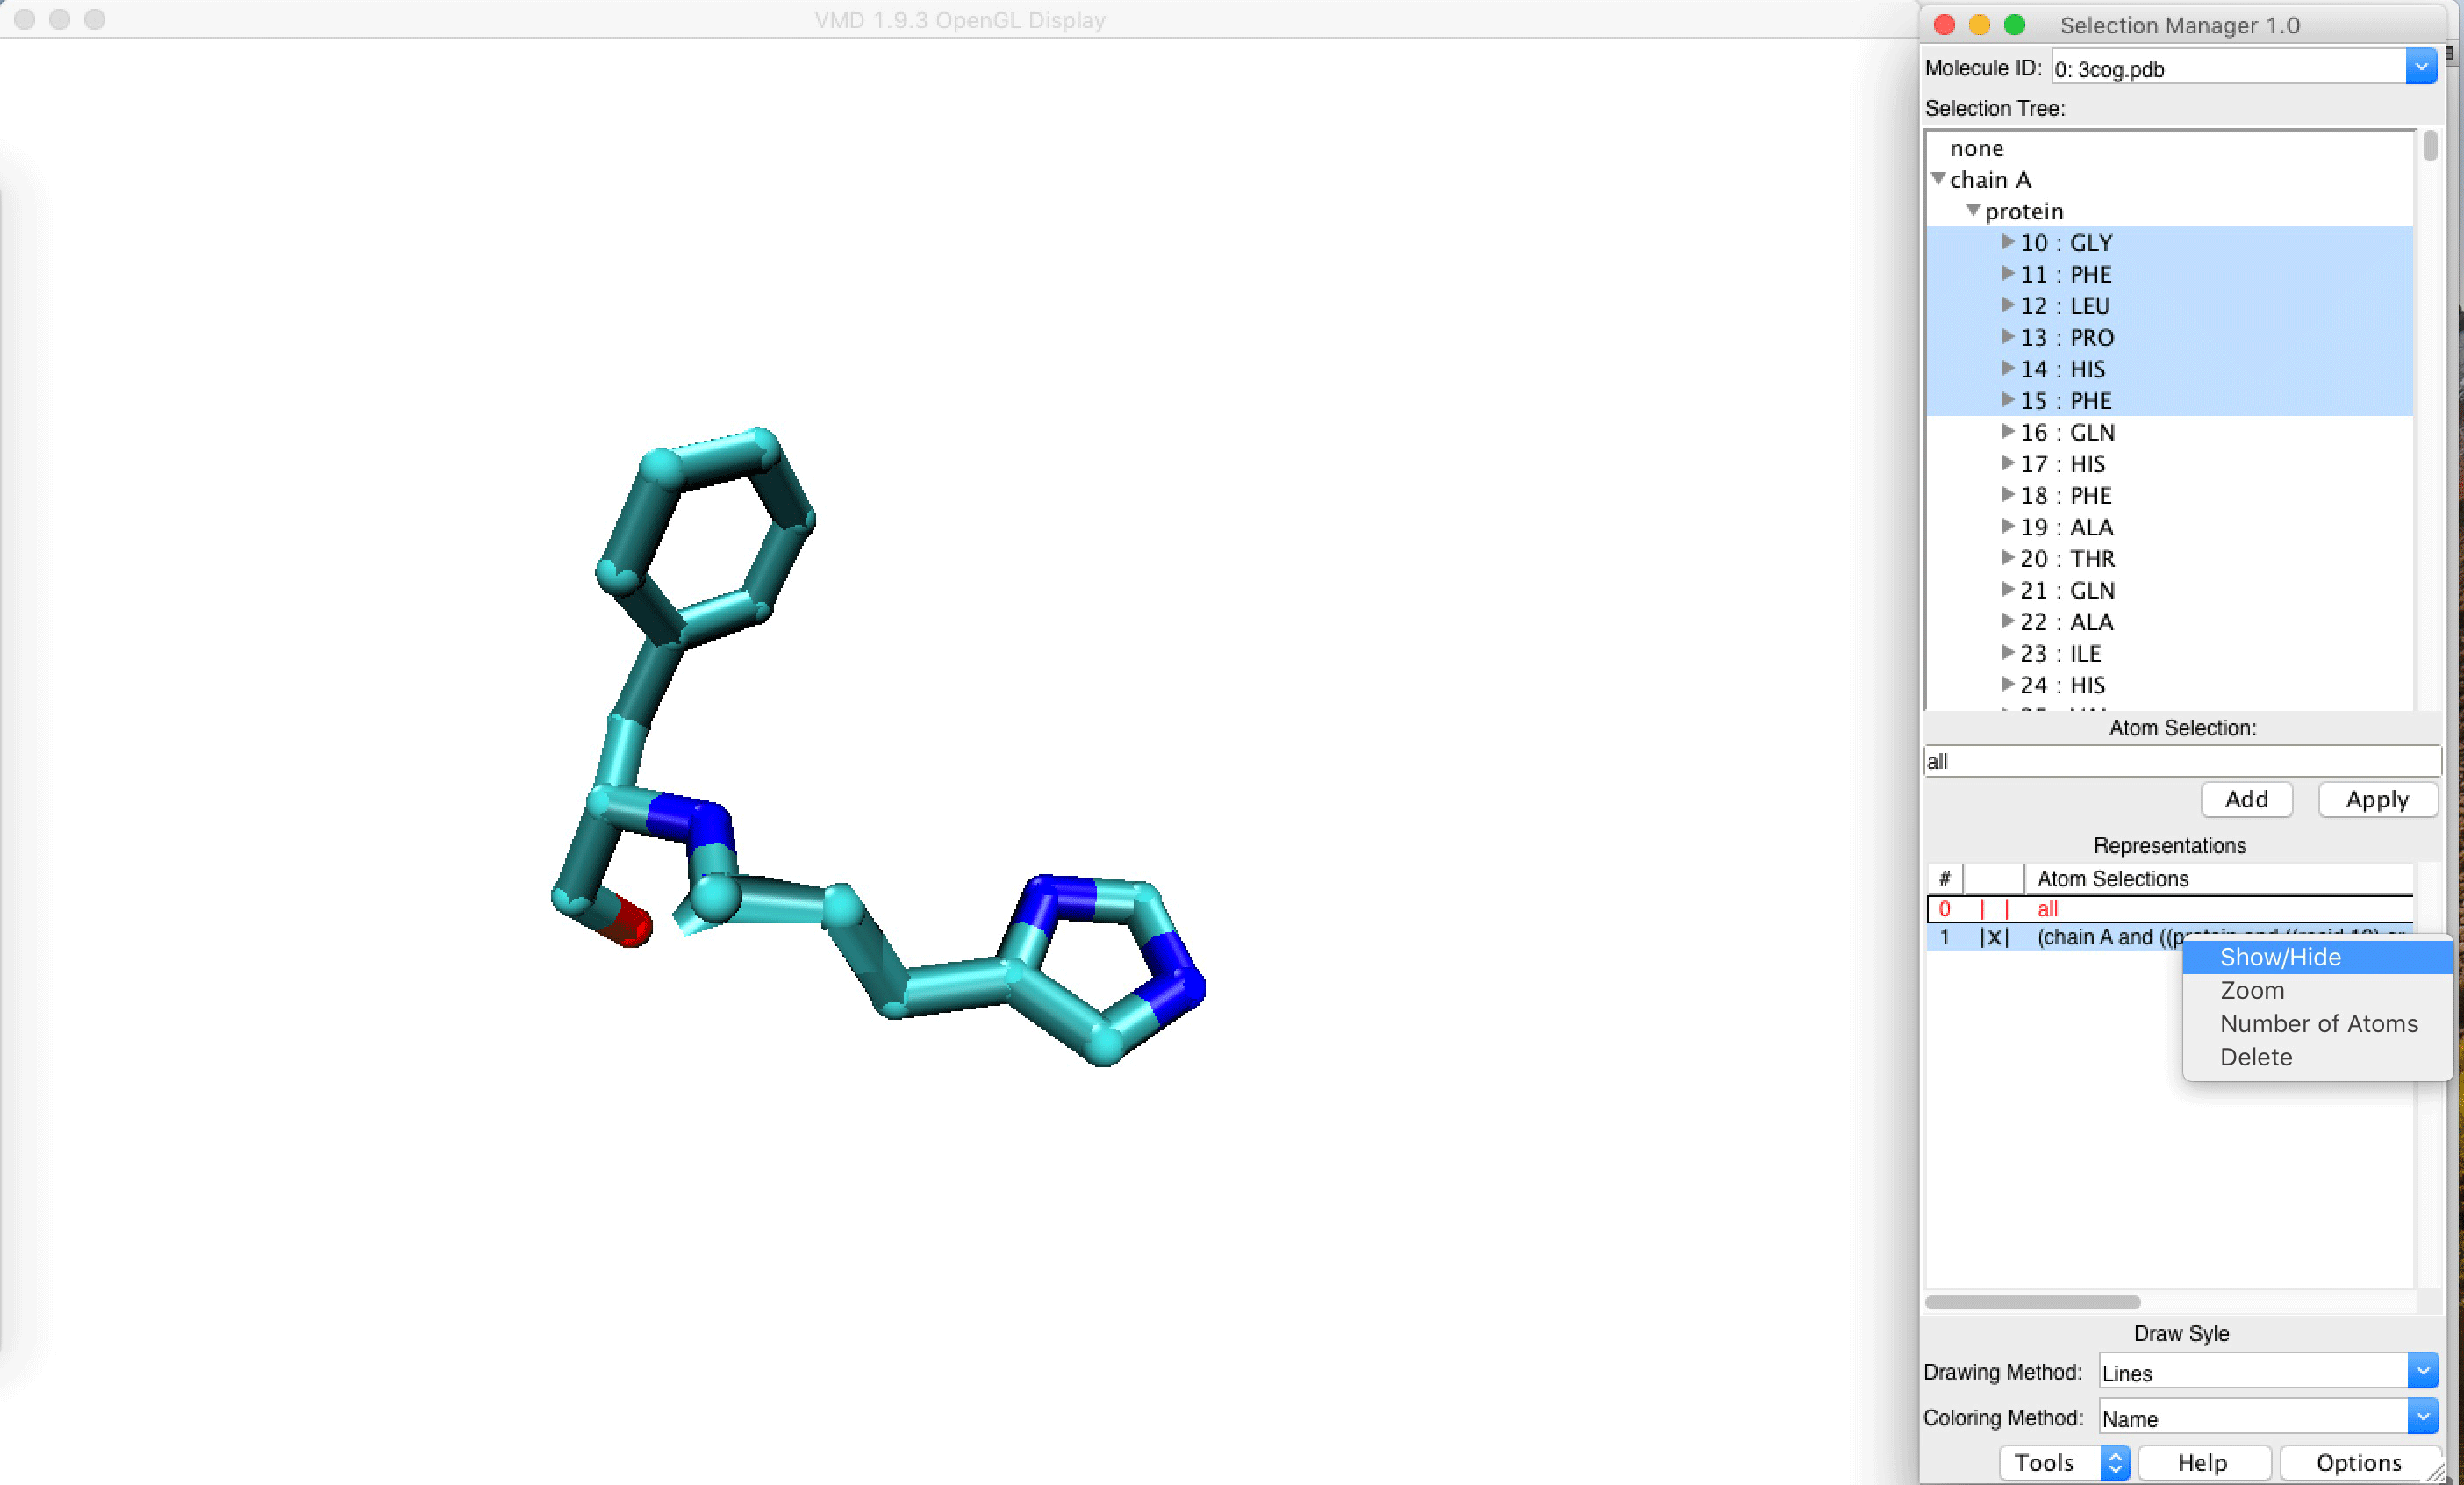 VMD 1.9.3 OpenGL Display
Selection Manager 1.0
Molecule ID: 0: 3cog.pdb
Selection Tree:
none
chain A
protein
10 : GLY
11 : PHE
12 : LEU
13 : PRO
14 : HIS
15 : PHE
16 : GLN
17 : HIS
18 : PHE
19 : ALA
20 : THR
21 : GLN
22 : ALA
23 : ILE
24 : HIS
Atom Selection:
all
Add Apply
Representations
# Atom Selections
0 | | all
1 |X| (chain A and
Show/Hide
Zoom
Number of Atoms
Delete
Draw Syle
Drawing Method: Lines
Coloring Method: Name
Tools Help Options